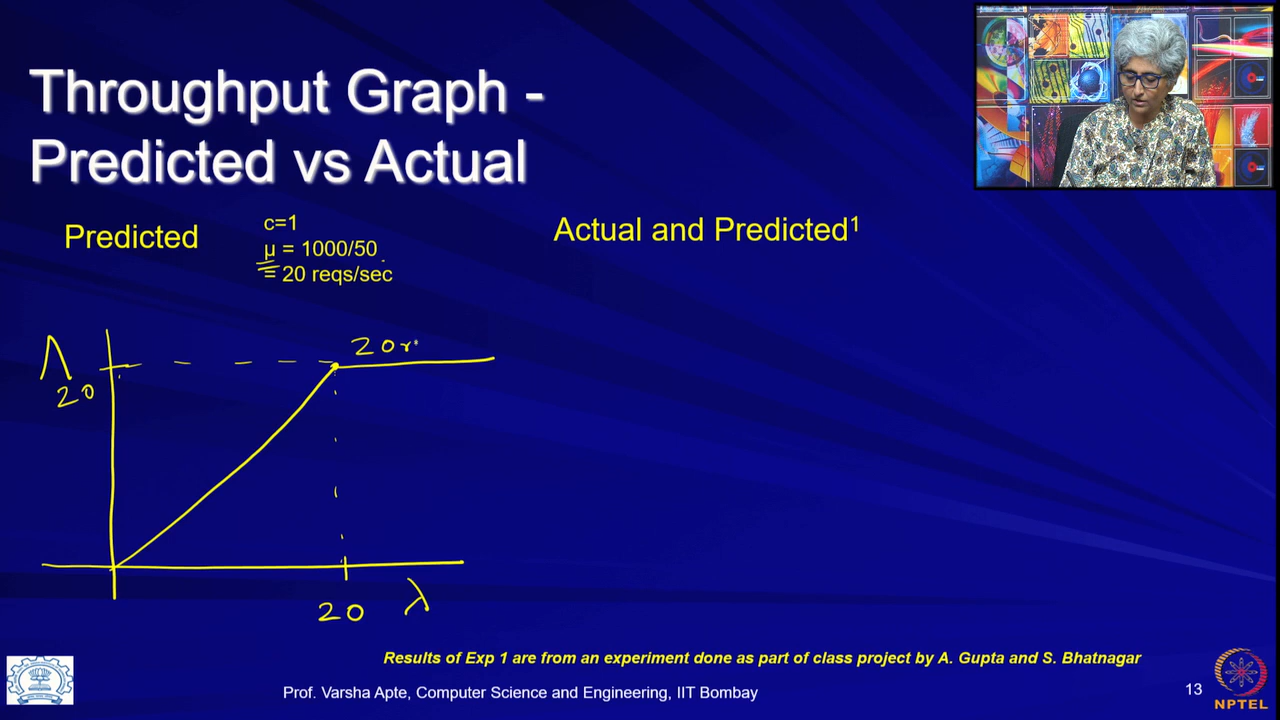 Throughput Graph -
Predicted vs Actual
Predicted
c=1
µ = 1000/50
= 20 reqs/sec
Actual and Predicted¹
Λ
20
20 r
20 λ
Results of Exp 1 are from an experiment done as part of class project by A. Gupta and S. Bhatnagar
Prof. Varsha Apte, Computer Science and Engineering, IIT Bombay
13
NPTEL